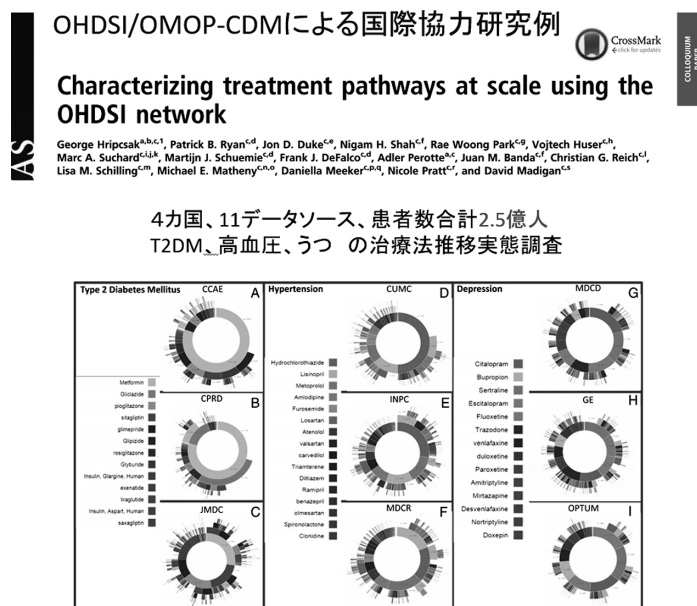 OHDSI/OMOP-CDMによる国際協力研究例
CrossMark
click for updates
COLLOQUIUM
PAPER
AS
Characterizing treatment pathways at scale using the
OHDSI network
George Hripcsak^a,b,c,1, Patrick B. Ryan^c,d, Jon D. Duke^c,e, Nigam H. Shah^c,f, Rae Woong Park^c,g, Vojtech Huser^c,h,
Marc A. Suchard^c,i,j,k, Martijn J. Schuemie^c,d, Frank J. DeFalco^c,d, Adler Perotte^a,c, Juan M. Banda^c,f, Christian G. Reich^c,l,
Lisa M. Schilling^c,m, Michael E. Matheny^c,n,o, Daniella Meeker^c,p,q, Nicole Pratt^c,r, and David Madigan^c,s
４カ国、11データソース、患者数合計2.5億人
T2DM、高血圧、うつ　の治療法推移実態調査
Type 2 Diabetes Mellitus
CCAE
A
Metformin
Gliclazide
pioglitazone
sitagliptin
glimepiride
Glipizide
rosiglitazone
Glyburide
Insulin, Glargine, Human
exenatide
liraglutide
Insulin, Aspart, Human
saxagliptin
CPRD
B
JMDC
C
Hypertension
CUMC
D
Hydrochlorothiazide
Lisinopril
Metoprolol
Amlodipine
Furosemide
Losartan
Atenolol
valsartan
carvedilol
Triamterene
Diltiazem
Ramipril
benazepril
olmesartan
Spironolactone
Clonidine
INPC
E
MDCR
F
Depression
MDCD
G
Citalopram
Bupropion
Sertraline
Escitalopram
Fluoxetine
Trazodone
venlafaxine
duloxetine
Paroxetine
Amitriptyline
Mirtazapine
Desvenlafaxine
Nortriptyline
Doxepin
GE
H
OPTUM
I